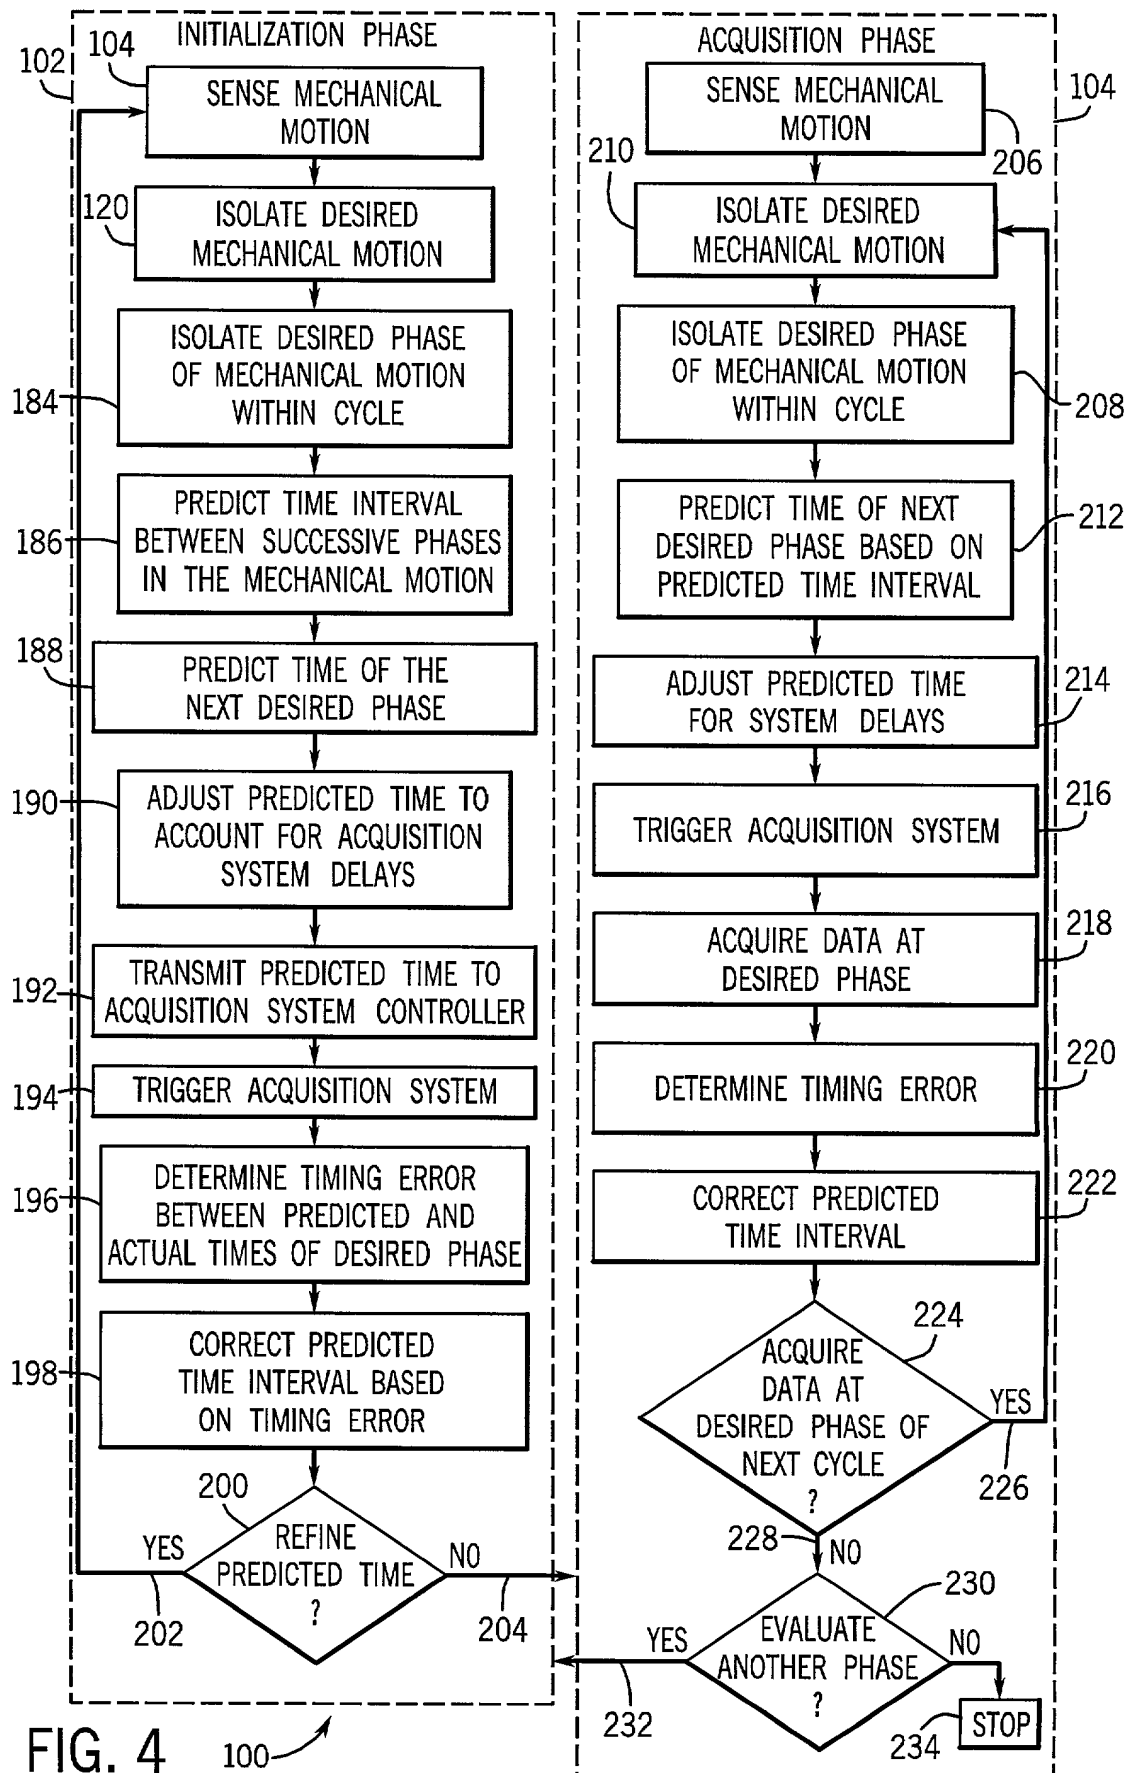 INITIALIZATION PHASE
102
104
SENSE MECHANICAL
MOTION
120
ISOLATE DESIRED
MECHANICAL MOTION
184
ISOLATE DESIRED PHASE
OF MECHANICAL MOTION
WITHIN CYCLE
186
PREDICT TIME INTERVAL
BETWEEN SUCCESSIVE PHASES
IN THE MECHANICAL MOTION
188
PREDICT TIME OF THE
NEXT DESIRED PHASE
190
ADJUST PREDICTED TIME TO
ACCOUNT FOR ACQUISITION
SYSTEM DELAYS
192
TRANSMIT PREDICTED TIME TO
ACQUISITION SYSTEM CONTROLLER
194
TRIGGER ACQUISITION SYSTEM
196
DETERMINE TIMING ERROR
BETWEEN PREDICTED AND
ACTUAL TIMES OF DESIRED PHASE
198
CORRECT PREDICTED
TIME INTERVAL BASED
ON TIMING ERROR
200
REFINE
PREDICTED TIME
?
YES
202
NO
204
ACQUISITION PHASE
104
SENSE MECHANICAL
MOTION
206
210
ISOLATE DESIRED
MECHANICAL MOTION
ISOLATE DESIRED PHASE
OF MECHANICAL MOTION
WITHIN CYCLE
208
PREDICT TIME OF NEXT
DESIRED PHASE BASED ON
PREDICTED TIME INTERVAL
212
ADJUST PREDICTED TIME
FOR SYSTEM DELAYS
214
TRIGGER ACQUISITION SYSTEM
216
ACQUIRE DATA AT
DESIRED PHASE
218
DETERMINE TIMING ERROR
220
CORRECT PREDICTED
TIME INTERVAL
222
224
ACQUIRE
DATA AT
DESIRED PHASE OF
NEXT CYCLE
?
YES
226
228
NO
230
EVALUATE
ANOTHER PHASE
?
YES
232
NO
STOP
234
FIG. 4
100